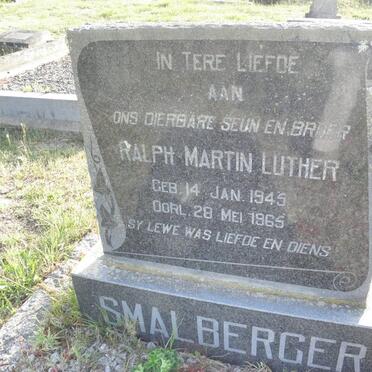 IN TERE LIEFDE
AAN
ONS DIERBARE SEUN EN BROER
RALPH MARTIN LUTHER
GEB. 14 JAN. 1945
OORL. 28 MEI 1965
SY LEWE WAS LIEFDE EN DIENS
SMALBERGER